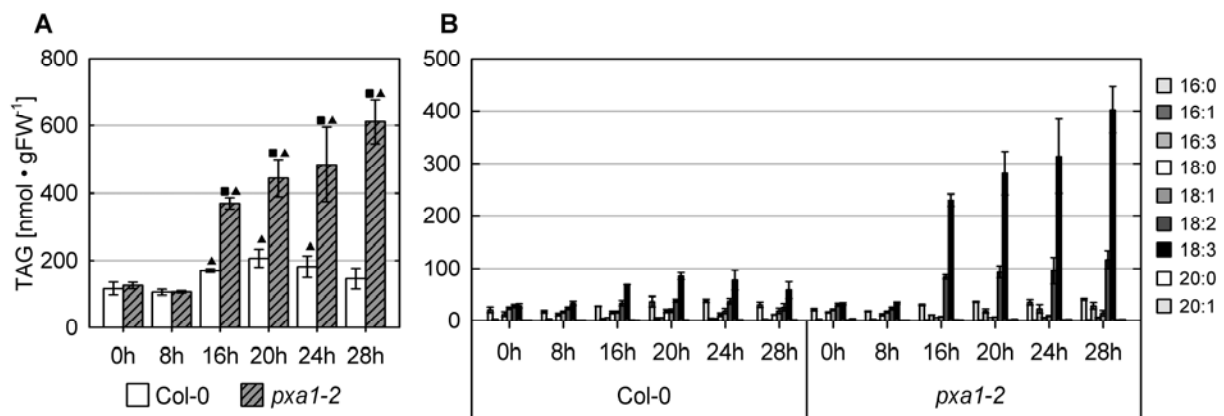 A
TAG [nmol • gFW-1]
800
600
400
200
0
0h 8h 16h 20h 24h 28h
Col-0 pxa1-2
B
500
400
300
200
100
0
0h 8h 16h 20h 24h 28h 0h 8h 16h 20h 24h 28h
Col-0 pxa1-2
16:0
16:1
16:3
18:0
18:1
18:2
18:3
20:0
20:1